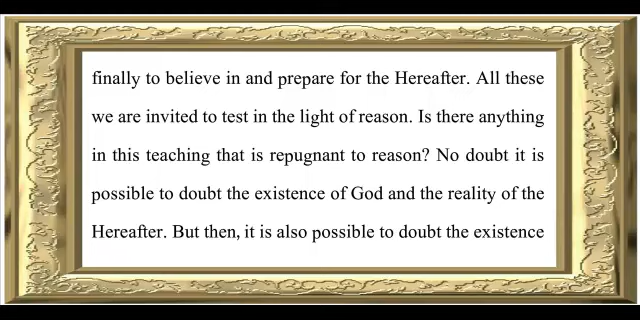 finally to believe in and prepare for the Hereafter. All these
we are invited to test in the light of reason. Is there anything
in this teaching that is repugnant to reason? No doubt it is
possible to doubt the existence of God and the reality of the
Hereafter. But then, it is also possible to doubt the existence